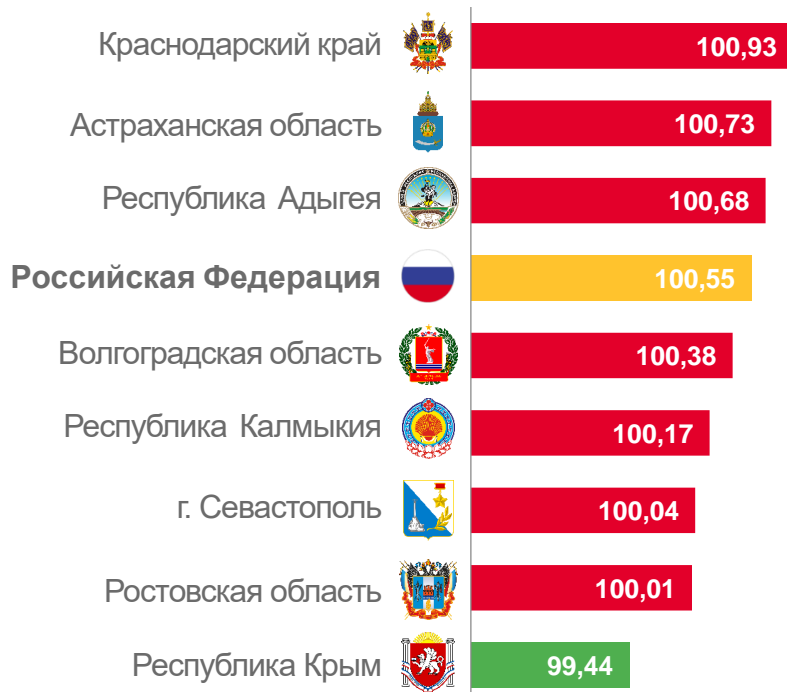 Краснодарский край 100,93
Астраханская область 100,73
Республика Адыгея 100,68
Российская Федерация 100,55
Волгоградская область 100,38
Республика Калмыкия 100,17
г. Севастополь 100,04
Ростовская область 100,01
Республика Крым 99,44